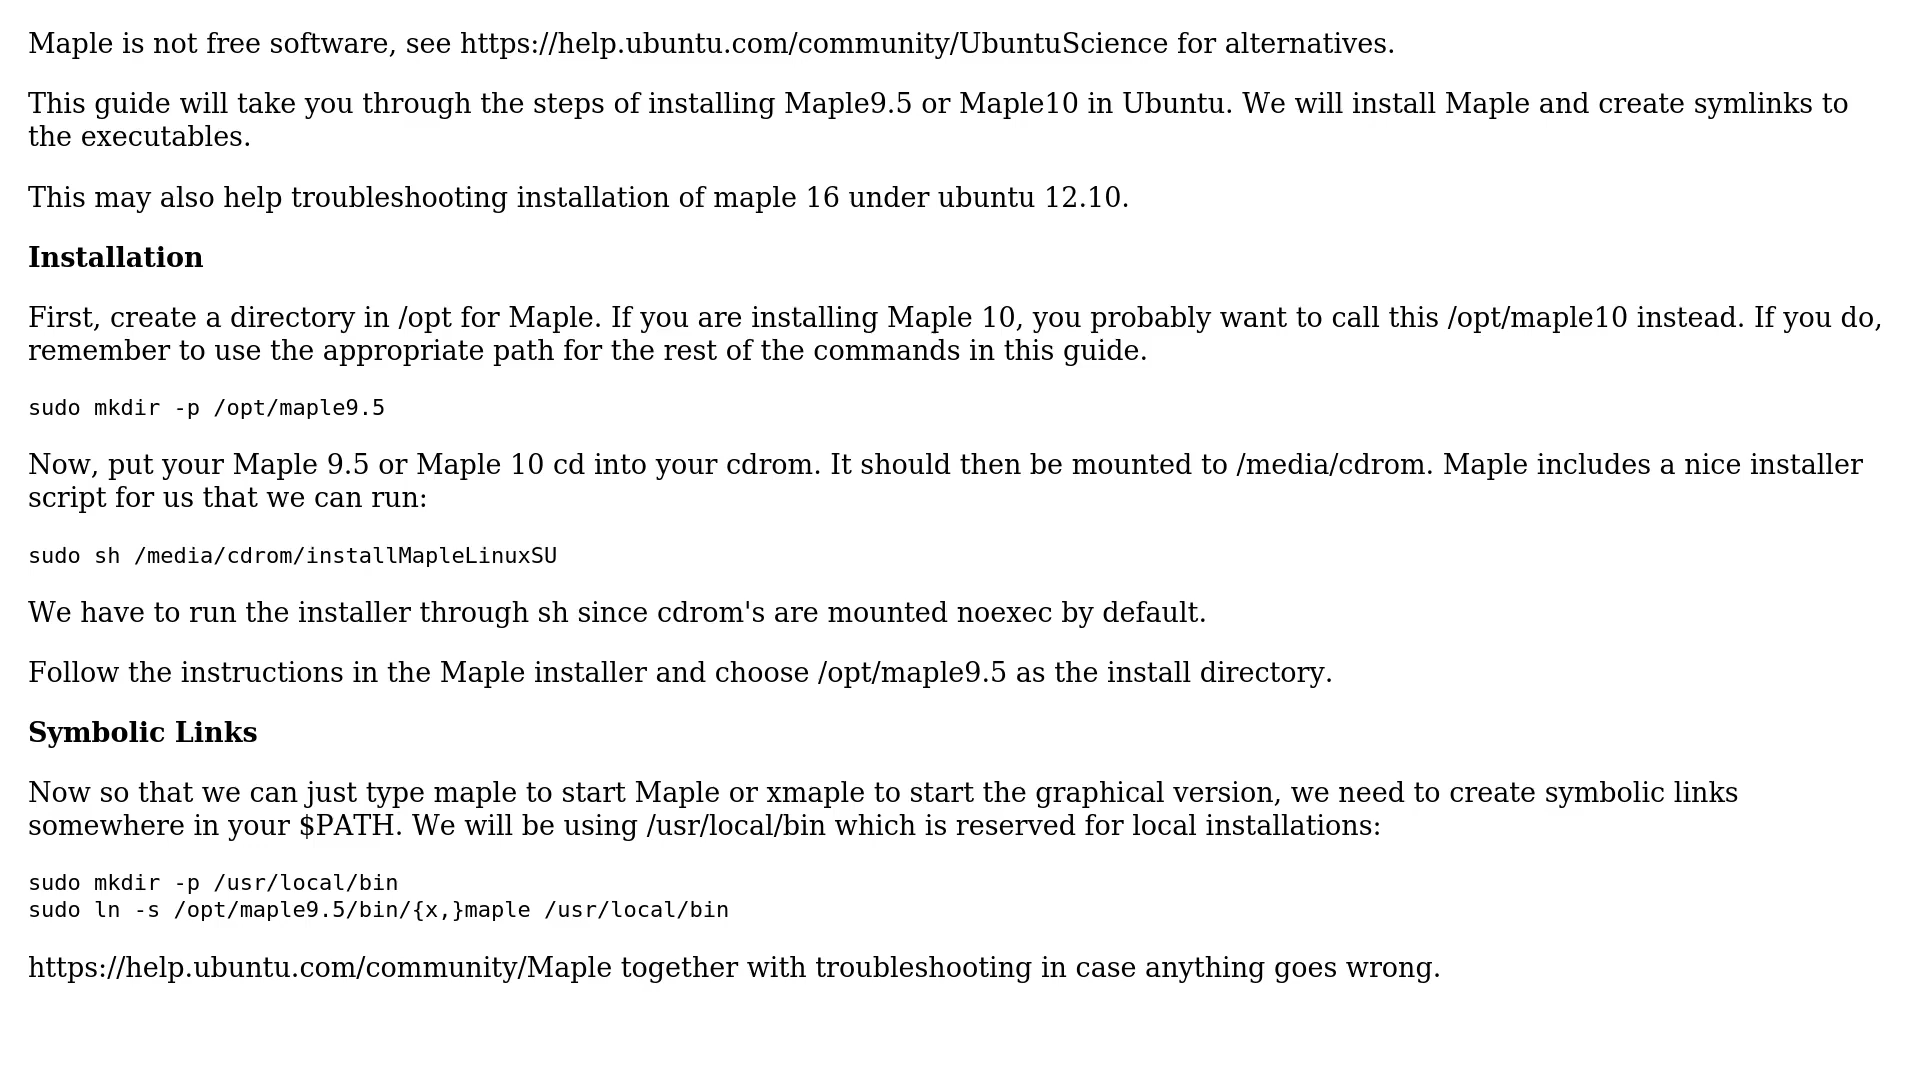 Maple is not free software, see https://help.ubuntu.com/community/UbuntuScience for alternatives.
This guide will take you through the steps of installing Maple9.5 or Maple10 in Ubuntu. We will install Maple and create symlinks to
the executables.
This may also help troubleshooting installation of maple 16 under ubuntu 12.10.
Installation
First, create a directory in /opt for Maple. If you are installing Maple 10, you probably want to call this /opt/maple10 instead. If you do,
remember to use the appropriate path for the rest of the commands in this guide.
sudo mkdir -p /opt/maple9.5
Now, put your Maple 9.5 or Maple 10 cd into your cdrom. It should then be mounted to /media/cdrom. Maple includes a nice installer
script for us that we can run:
sudo sh /media/cdrom/installMapleLinuxSU
We have to run the installer through sh since cdrom's are mounted noexec by default.
Follow the instructions in the Maple installer and choose /opt/maple9.5 as the install directory.
Symbolic Links
Now so that we can just type maple to start Maple or xmaple to start the graphical version, we need to create symbolic links
somewhere in your $PATH. We will be using /usr/local/bin which is reserved for local installations:
sudo mkdir -p /usr/local/bin
sudo ln -s /opt/maple9.5/bin/{x,}maple /usr/local/bin
https://help.ubuntu.com/community/Maple together with troubleshooting in case anything goes wrong.